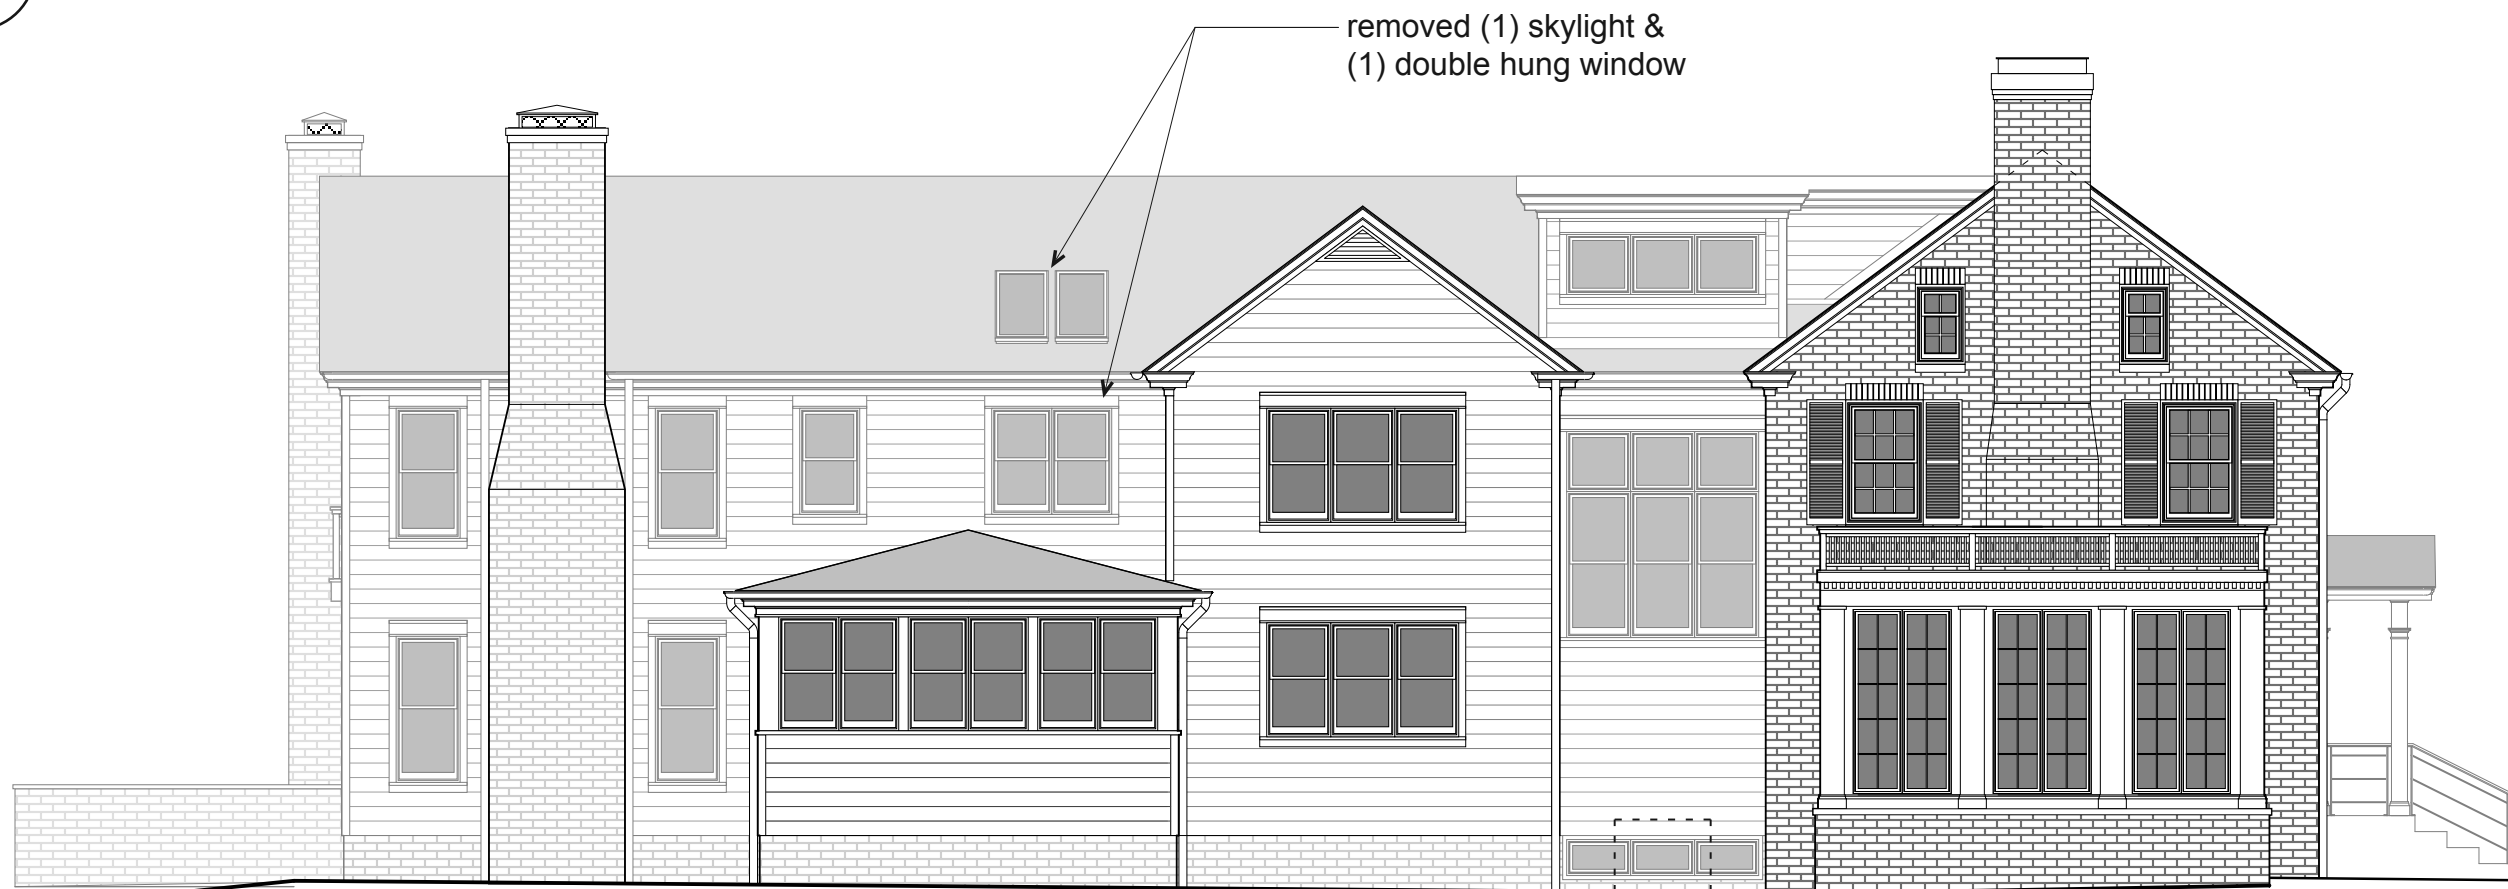 removed (1) skylight &
(1) double hung window